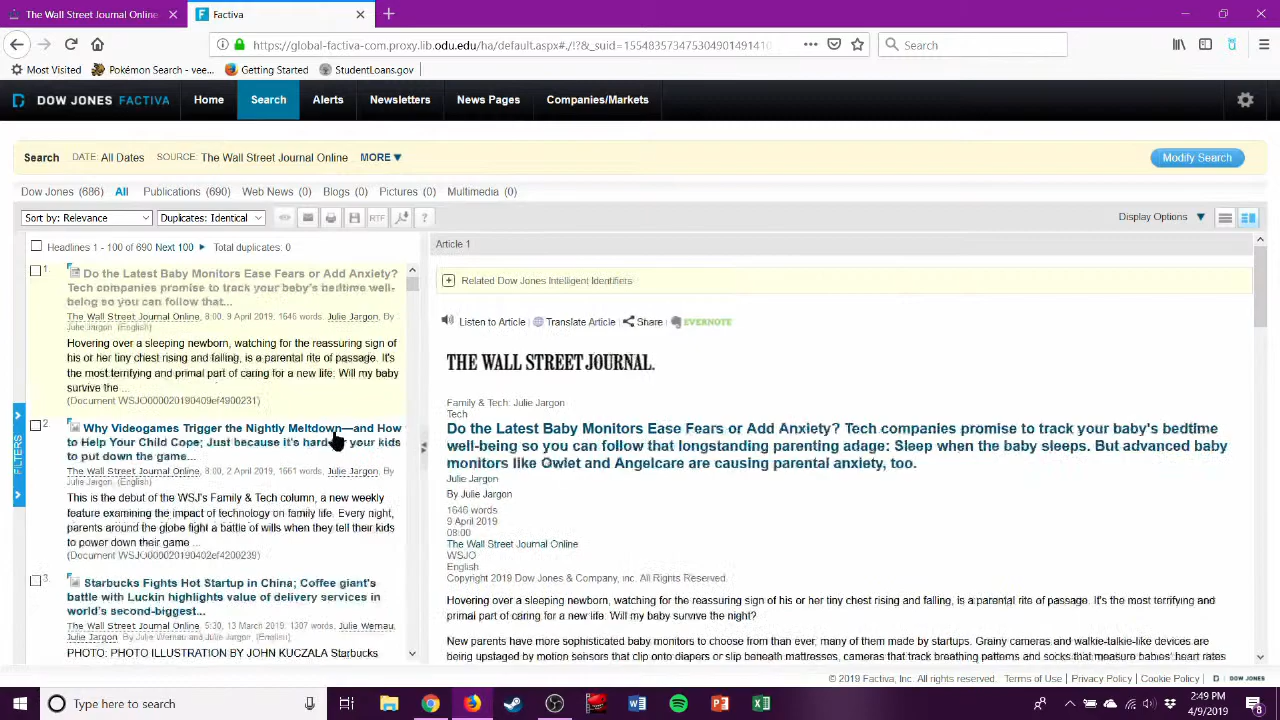 The Wall Street Journal Online
Factiva
https://global-factiva-com.proxy.lib.odu.edu/ha/default.aspx#./!?&_suid=155483573475304901491410
Search
Most Visited
Pokémon Search - vee...
Getting Started
StudentLoans.gov
DOW JONES FACTIVA
Home
Search
Alerts
Newsletters
News Pages
Companies/Markets
Search DATE: All Dates SOURCE: The Wall Street Journal Online MORE
Modify Search
Dow Jones (686) All Publications (690) Web News (0) Blogs (0) Pictures (0) Multimedia (0)
Sort by: Relevance
Duplicates: Identical
RTF
?
Display Options
Headlines 1 - 100 of 690 Next 100 Total duplicates: 0
1. Do the Latest Baby Monitors Ease Fears or Add Anxiety?
Tech companies promise to track your baby's bedtime well-
being so you can follow that...
The Wall Street Journal Online, 8:00, 9 April 2019, 1646 words, Julie Jargon, By
Julie Jargon, (English)
Hovering over a sleeping newborn, watching for the reassuring sign of
his or her tiny chest rising and falling, is a parental rite of passage. It's
the most terrifying and primal part of caring for a new life. Will my baby
survive the ...
(Document WSJO000020190409ef4900231)
2. Why Videogames Trigger the Nightly Meltdown—and How
to Help Your Child Cope; Just because it's hard for your kids
to put down the game...
The Wall Street Journal Online, 8:00, 2 April 2019, 1661 words, Julie Jargon, By
Julie Jargon, (English)
This is the debut of the WSJ's Family & Tech column, a new weekly
feature examining the impact of technology on family life. Every night,
parents around the globe fight a battle of wills when they tell their kids
to power down their game ...
(Document WSJO000020190402ef4200239)
3. Starbucks Fights Hot Startup in China; Coffee giant's
battle with Luckin highlights value of delivery services in
world's second-biggest...
The Wall Street Journal Online, 5:30, 13 March 2019, 1307 words, Julie Wernau,
Julie Jargon, By Julie Wernau and Julie Jargon, (English)
PHOTO: PHOTO ILLUSTRATION BY JOHN KUCZALA Starbucks
FILTERS
Article 1
Related Dow Jones Intelligent Identifiers
Listen to Article Translate Article Share EVERNOTE
THE WALL STREET JOURNAL.
Family & Tech: Julie Jargon
Tech
Do the Latest Baby Monitors Ease Fears or Add Anxiety? Tech companies promise to track your baby's bedtime
well-being so you can follow that longstanding parenting adage: Sleep when the baby sleeps. But advanced baby
monitors like Owlet and Angelcare are causing parental anxiety, too.
Julie Jargon
By Julie Jargon
1646 words
9 April 2019
08:00
The Wall Street Journal Online
WSJO
English
Copyright 2019 Dow Jones & Company, Inc. All Rights Reserved.
Hovering over a sleeping newborn, watching for the reassuring sign of his or her tiny chest rising and falling, is a parental rite of passage. It's the most terrifying and
primal part of caring for a new life. Will my baby survive the night?
New parents have more sophisticated baby monitors to choose from than ever, many of them made by startups. Grainy cameras and walkie-talkie-like devices are
being upstaged by motion sensors that clip onto diapers or slip beneath mattresses, cameras that track breathing patterns and socks that measure babies' heart rates
© 2019 Factiva, Inc. All rights reserved. Terms of Use | Privacy Policy | Cookie Policy | DOW JONES
Type here to search
2:49 PM
4/9/2019
8